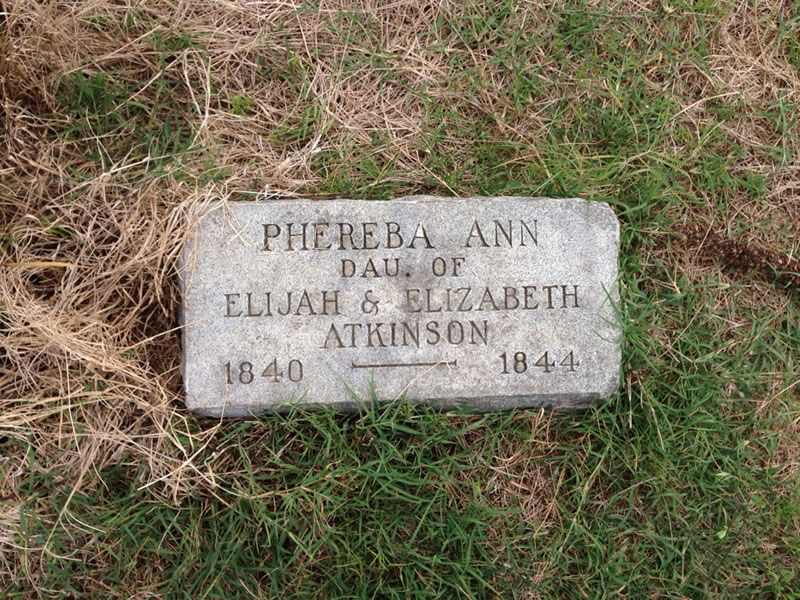 PHEREBA ANN
DAU. OF
ELIJAH & ELIZABETH
ATKINSON
1840 — 1844